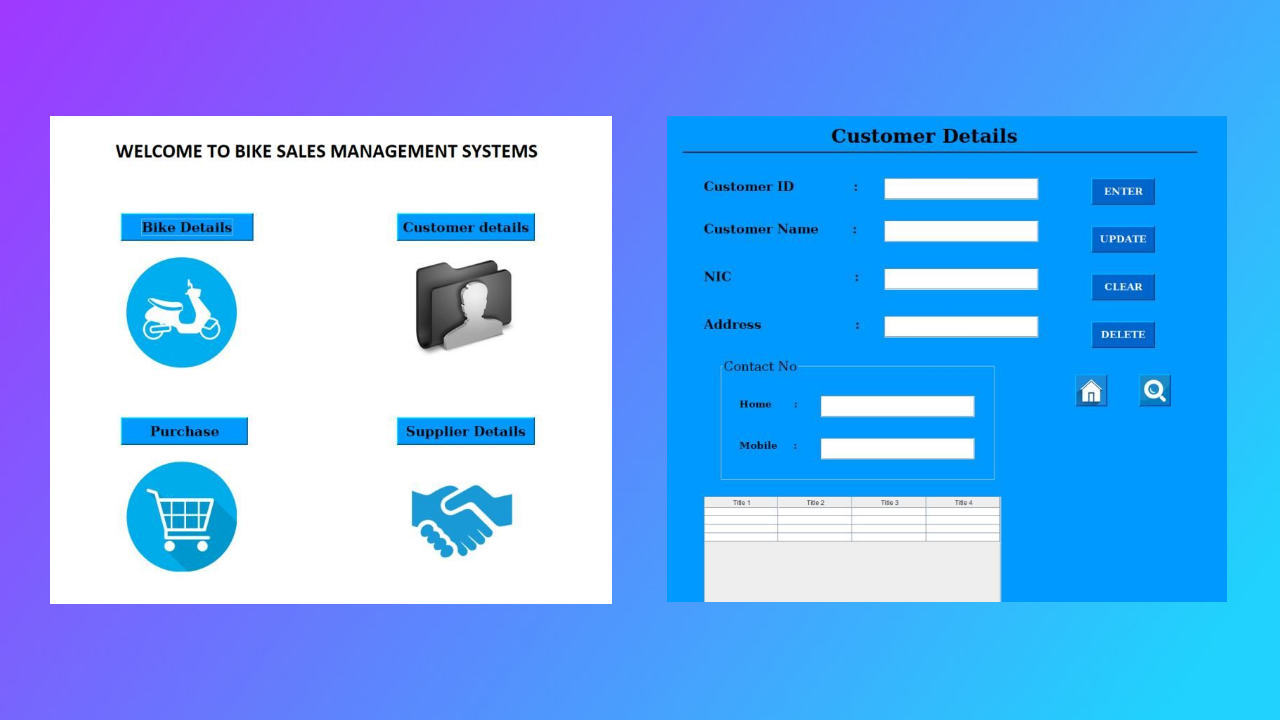 WELCOME TO BIKE SALES MANAGEMENT SYSTEMS
Bike Details
Customer details
Purchase
Supplier Details
Customer Details
Customer ID :
Customer Name :
NIC :
Address :
ENTER
UPDATE
CLEAR
DELETE
Contact No
Home :
Mobile :
Title 1 Title 2 Title 3 Title 4